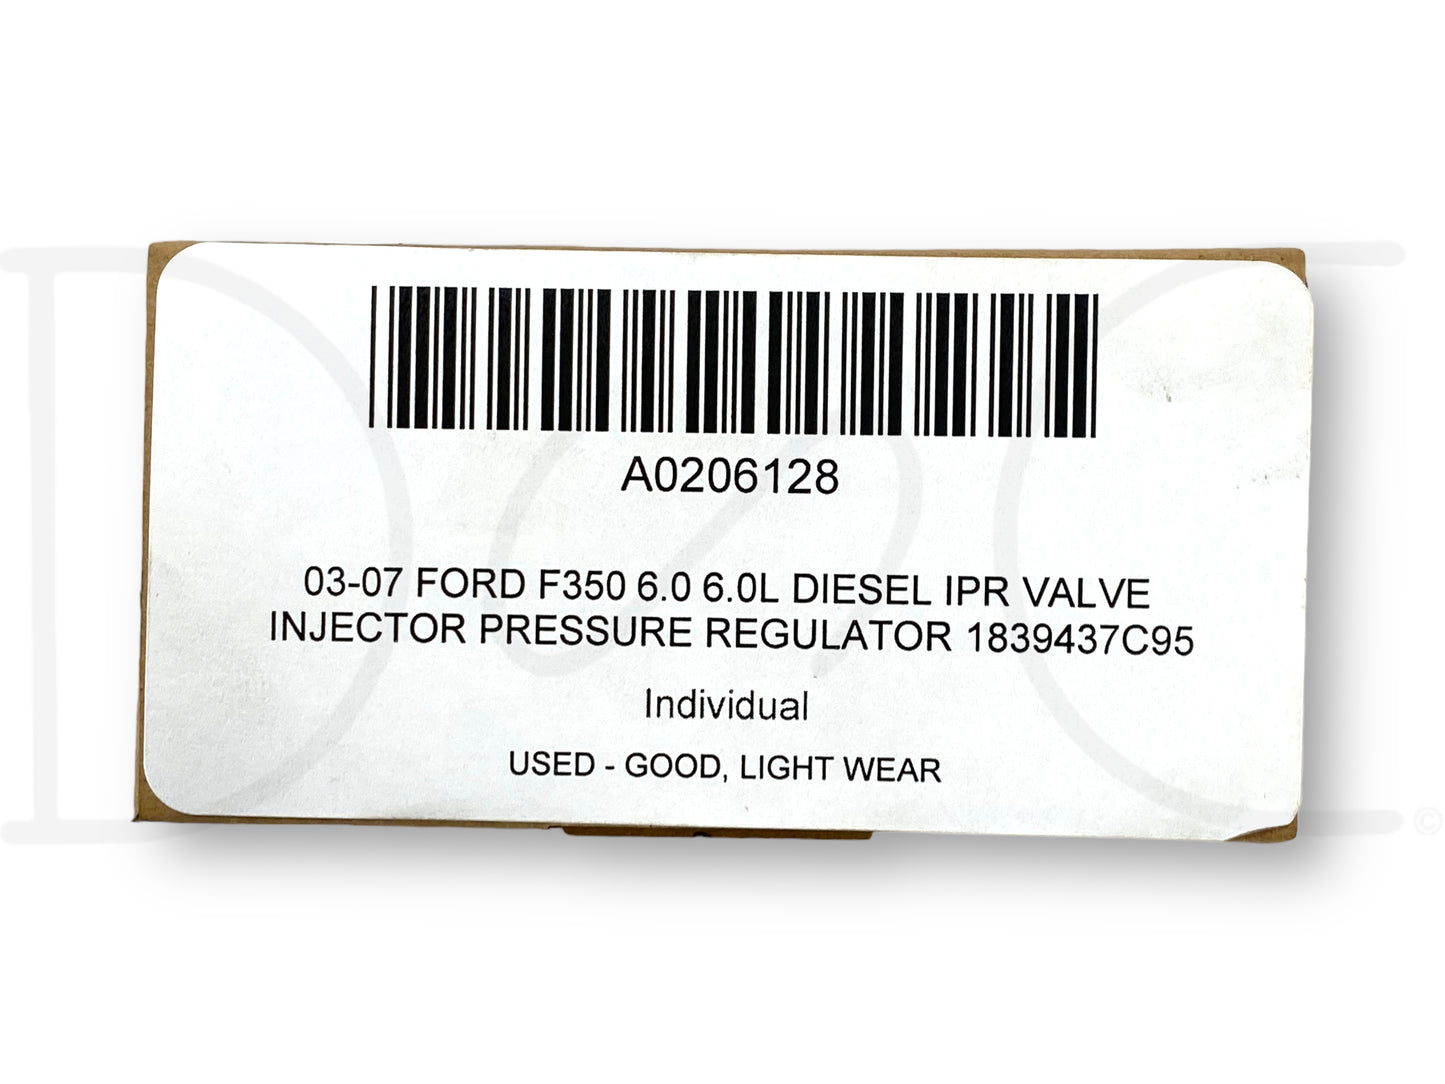 A0206128
03-07 FORD F350 6.0 6.0L DIESEL IPR VALVE
INJECTOR PRESSURE REGULATOR 1839437C95
Individual
USED - GOOD, LIGHT WEAR
©